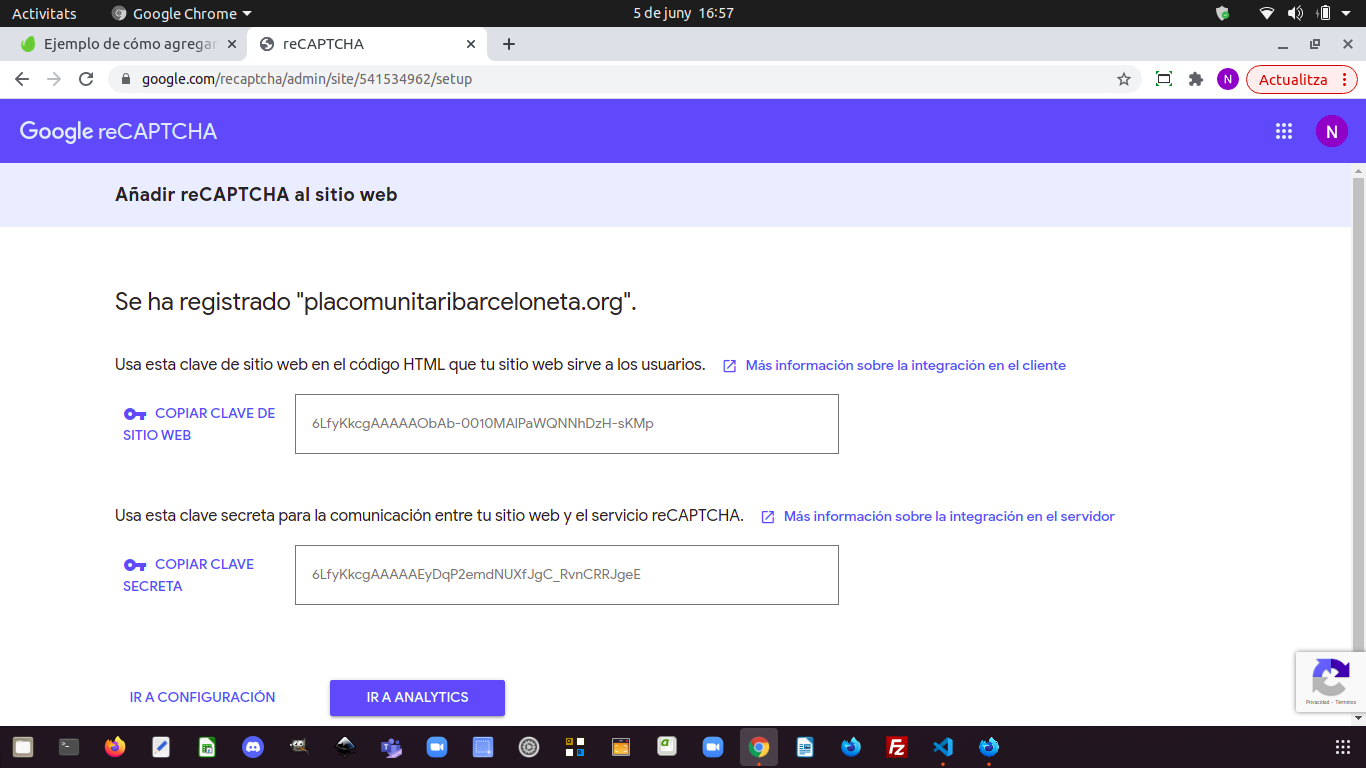 Activitats
Google Chrome
5 de juny 16:57
Ejemplo de cómo agregar
reCAPTCHA
google.com/recaptcha/admin/site/541534962/setup
N
Actualitza
Google reCAPTCHA
N
Añadir reCAPTCHA al sitio web
Se ha registrado "placomunitaribarceloneta.org".
Usa esta clave de sitio web en el código HTML que tu sitio web sirve a los usuarios.
Más información sobre la integración en el cliente
COPIAR CLAVE DE
SITIO WEB
6LfyKkcgAAAAAObAb-0010MAlPaWQNNhDzH-sKMp
Usa esta clave secreta para la comunicación entre tu sitio web y el servicio reCAPTCHA.
Más información sobre la integración en el servidor
COPIAR CLAVE
SECRETA
6LfyKkcgAAAAAEyDqP2emdNUXfJgC_RvnCRRJgeE
IR A CONFIGURACIÓN
IR A ANALYTICS
Privacidad - Términos